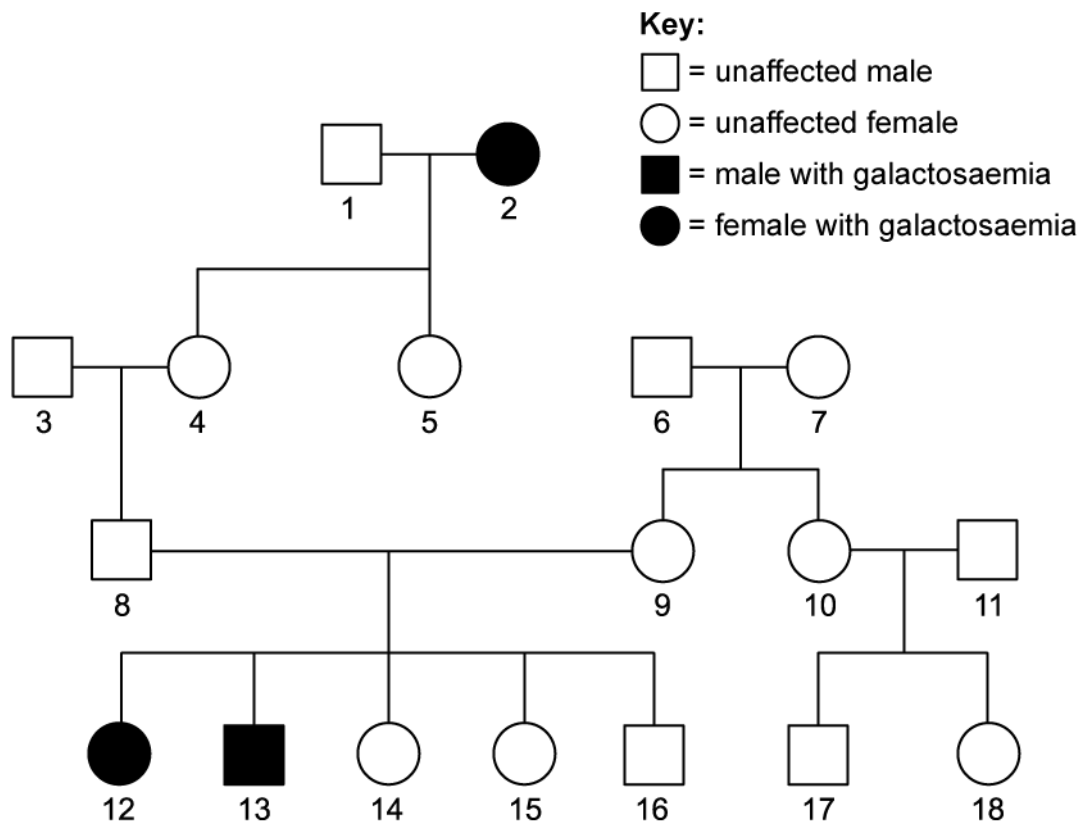 Key:
= unaffected male
= unaffected female
= male with galactosaemia
= female with galactosaemia
1 2
3 4 5 6 7
8 9 10 11
12 13 14 15 16 17 18